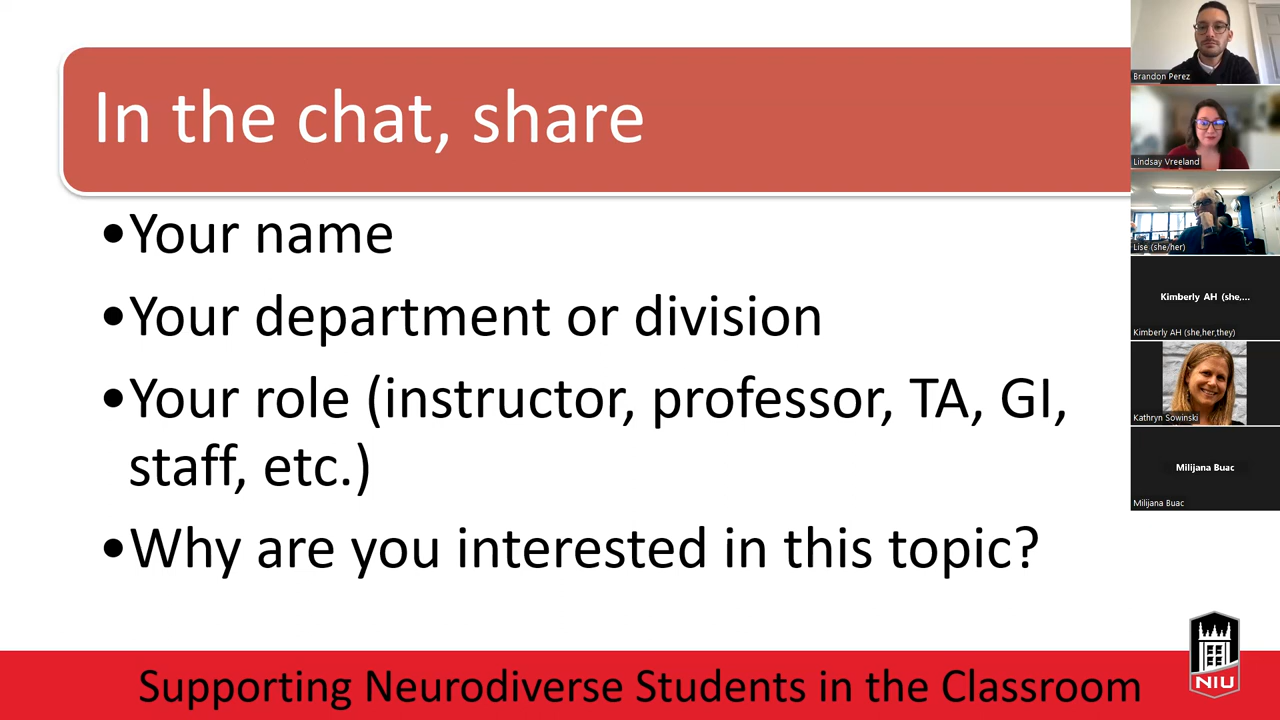 In the chat, share
•Your name
•Your department or division
•Your role (instructor, professor, TA, GI,
staff, etc.)
•Why are you interested in this topic?
Supporting Neurodiverse Students in the Classroom
NIU
Brandon Perez
Lindsay Vreeland
Lise (she/her)
Kimberly AH (she,...
Kimberly AH (she,her,they)
Kathryn Sowinski
Milijana Buac
Milijana Buac